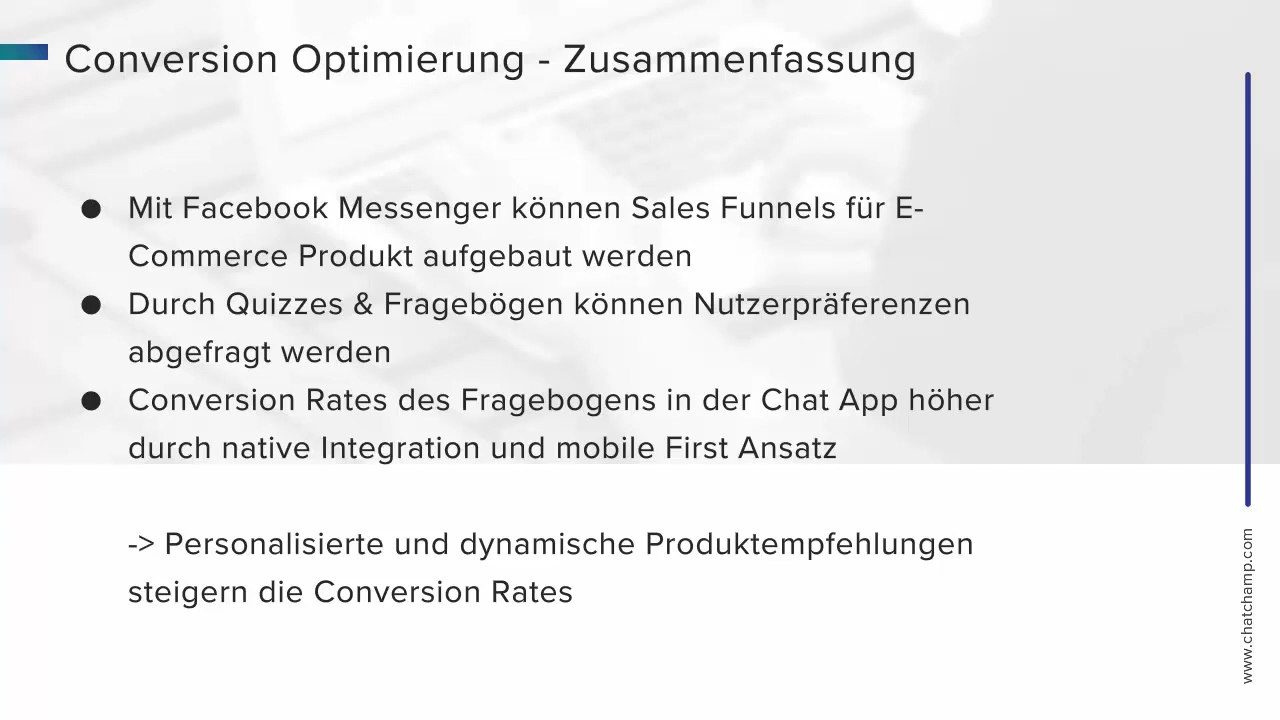 Conversion Optimierung - Zusammenfassung
● Mit Facebook Messenger können Sales Funnels für E-
Commerce Produkt aufgebaut werden
● Durch Quizzes & Fragebögen können Nutzerpräferenzen
abgefragt werden
● Conversion Rates des Fragebogens in der Chat App höher
durch native Integration und mobile First Ansatz
-> Personalisierte und dynamische Produktempfehlungen
steigern die Conversion Rates
www.chatchamp.com